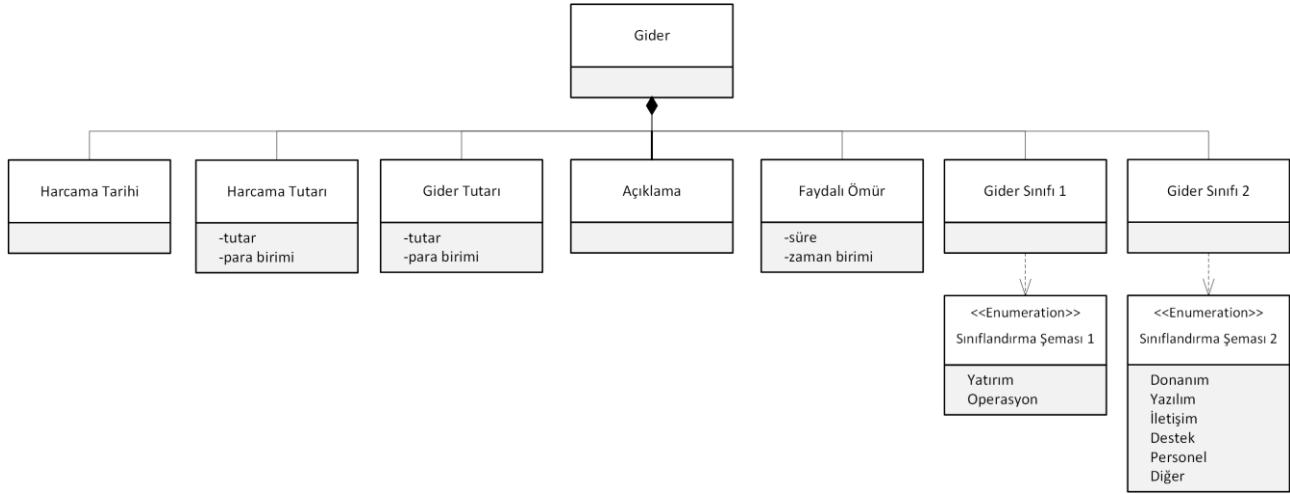 Gider
Harcama Tarihi
Harcama Tutarı
-tutar
-para birimi
Gider Tutarı
-tutar
-para birimi
Açıklama
Faydalı Ömür
-süre
-zaman birimi
Gider Sınıfı 1
Gider Sınıfı 2
<<Enumeration>>
Sınıflandırma Şeması 1
Yatırım
Operasyon
<<Enumeration>>
Sınıflandırma Şeması 2
Donanım
Yazılım
İletişim
Destek
Personel
Diğer